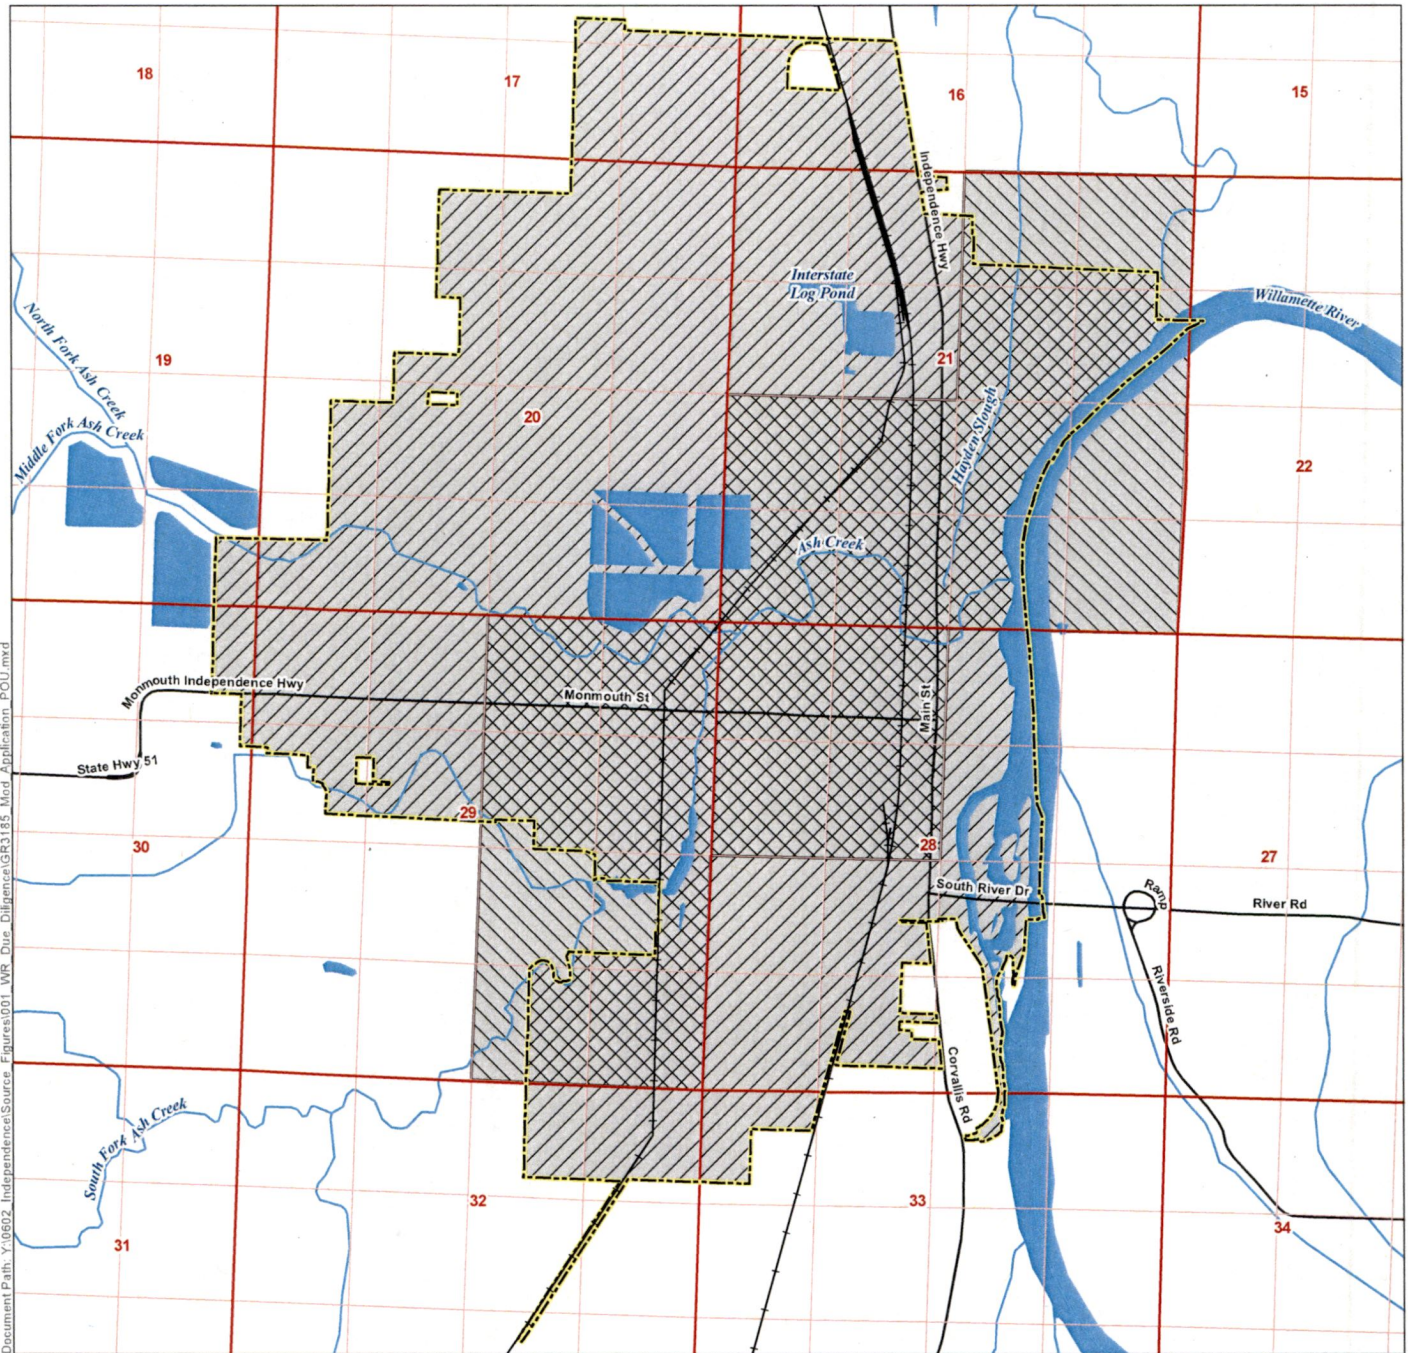 18
17
16
15
Independence Hwy
Interstate
Log Pond
Willamette River
North Fork Ash Creek
19
21
20
Middle Fork Ash Creek
Hayden Slough
22
Ash Creek
Monmouth Independence Hwy
Monmouth St
Main St
State Hwy 51
29
30
28
27
South River Dr
Ramp
River Rd
Riverside Rd
Corvallis Rd
South Fork Ash Creek
32
33
34
31
Document Path: Y:\0602_Independence\Source_Figures\001_WR_Due_Diligence\GR3185_Mod_Application_POU.mxd